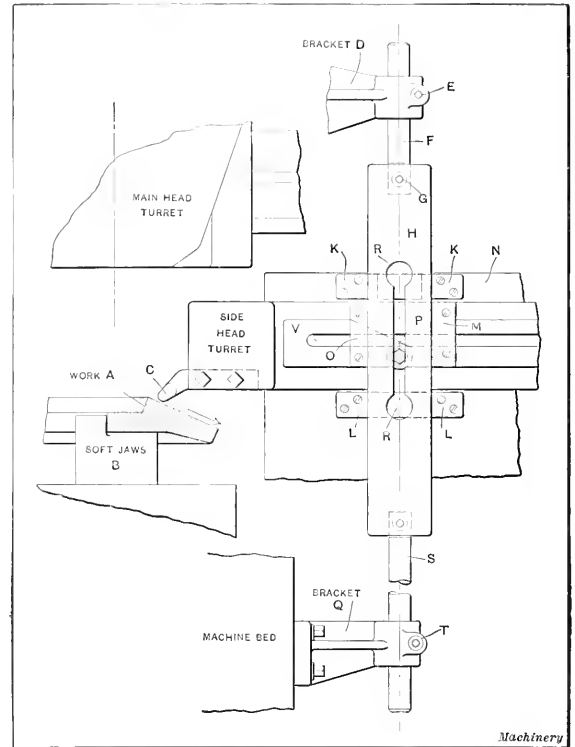 BRACKET D
E
F
G
MAIN HEAD
TURRET
H
R
K
K
N
SIDE
HEAD
TURRET
V
P
M
O
WORK A
C
L
L
R
SOFT JAWS
B
S
BRACKET
Q
T
MACHINE BED
Machinery